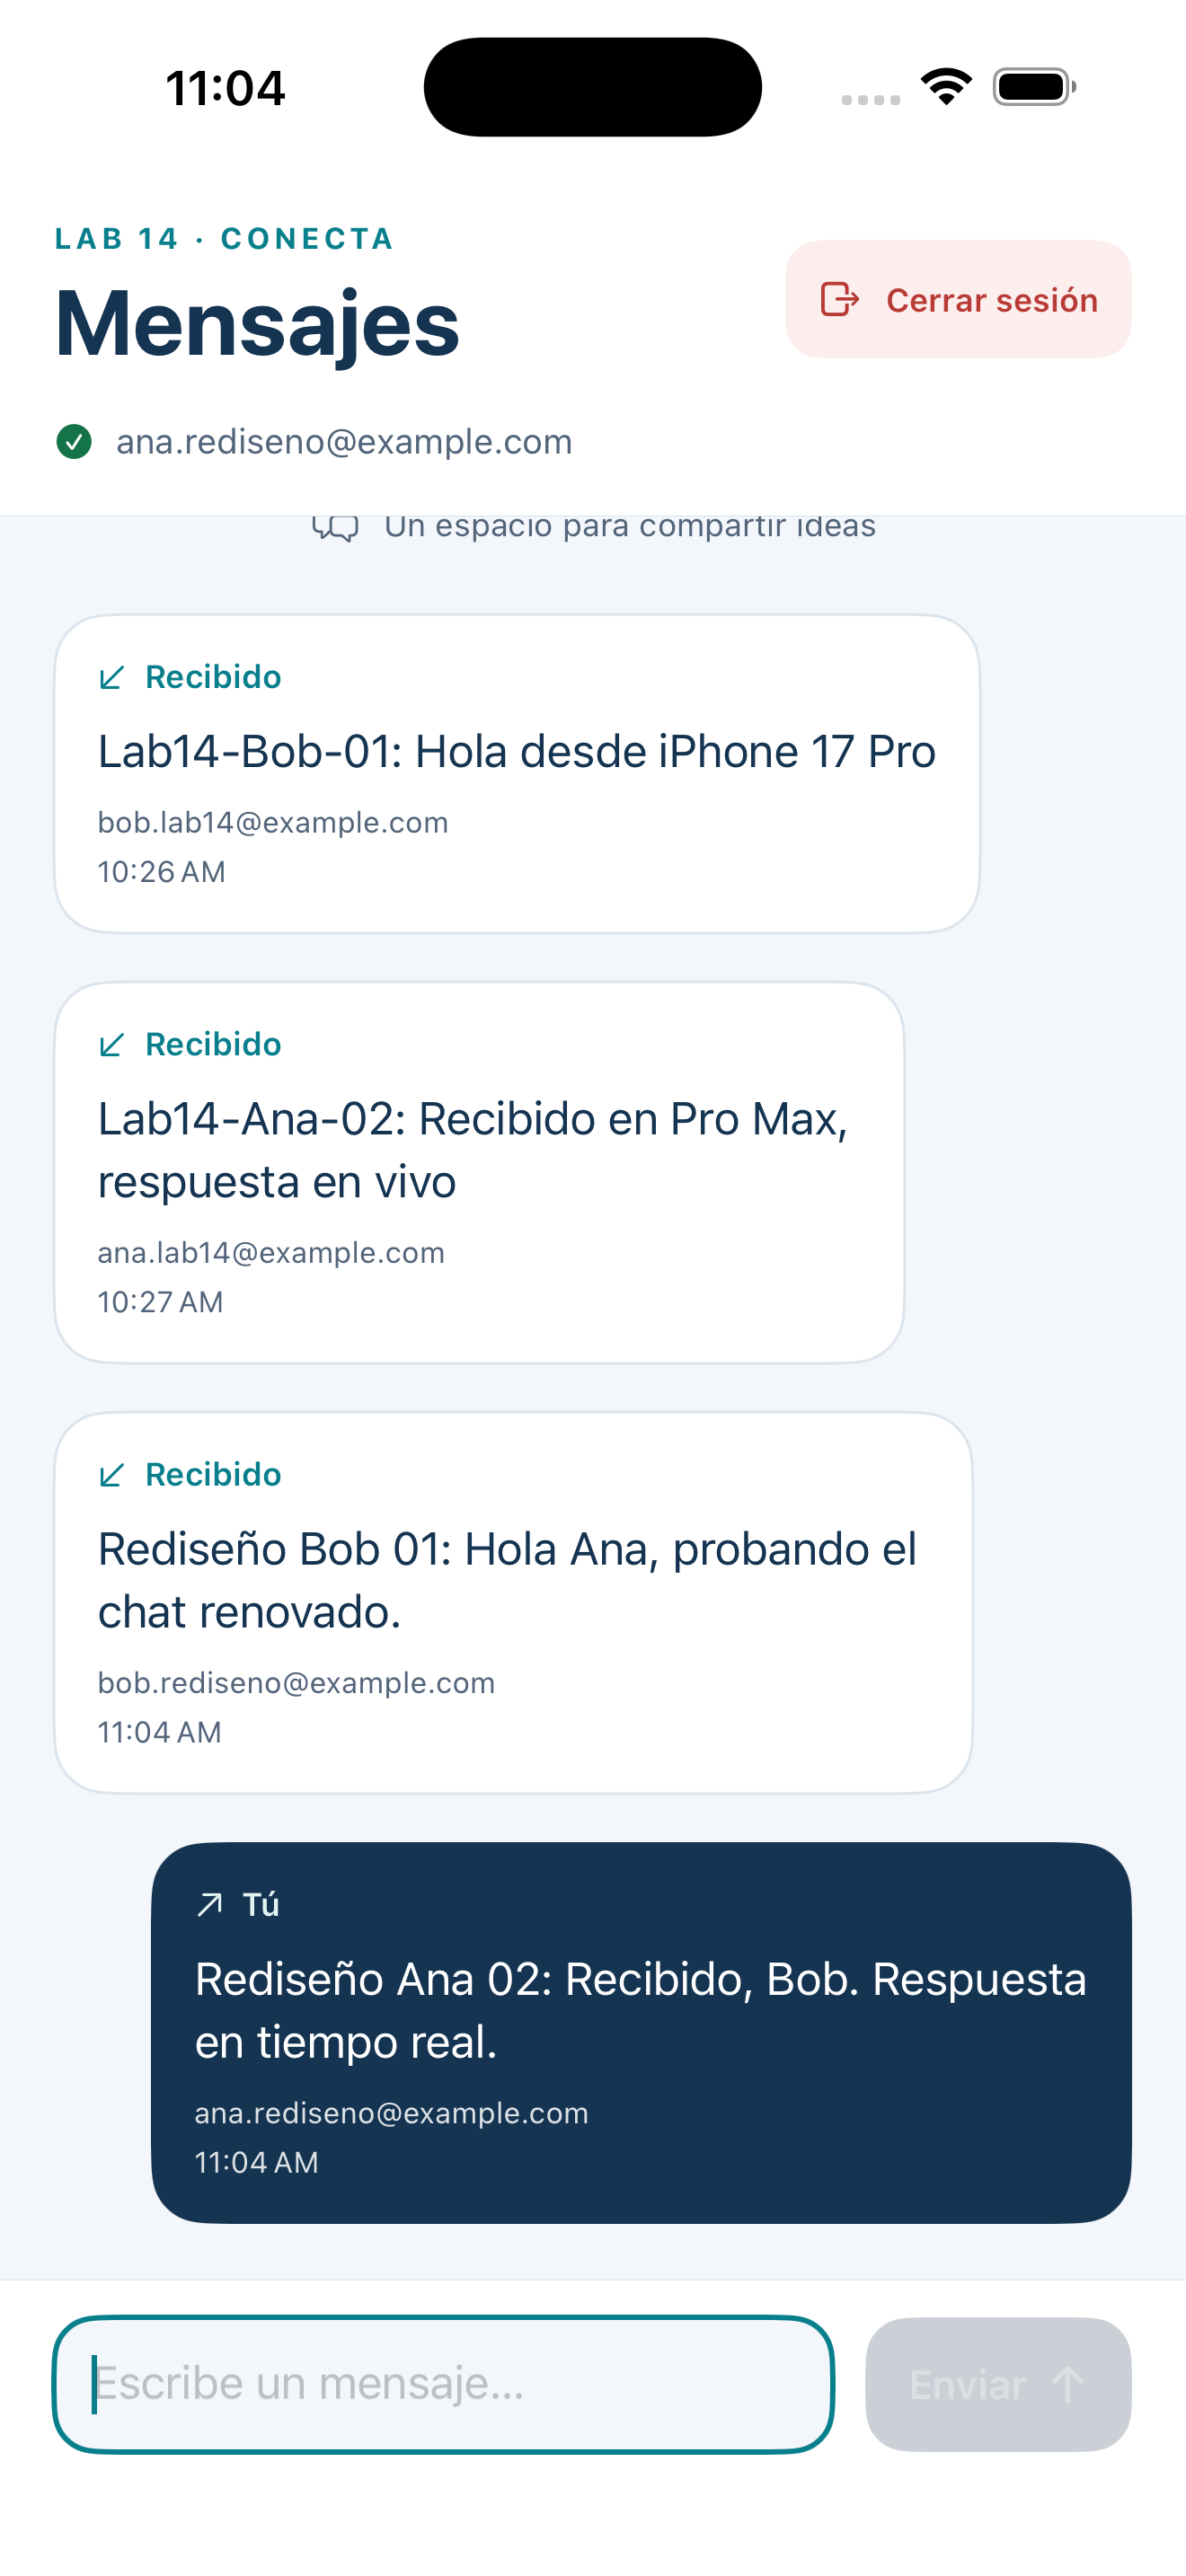 11:04
LAB 14 · CONECTA
Mensajes
Cerrar sesión
ana.rediseno@example.com
Un espacio para compartir ideas
Recibido
Lab14-Bob-01: Hola desde iPhone 17 Pro
bob.lab14@example.com
10:26 AM
Recibido
Lab14-Ana-02: Recibido en Pro Max,
respuesta en vivo
ana.lab14@example.com
10:27 AM
Recibido
Rediseño Bob 01: Hola Ana, probando el
chat renovado.
bob.rediseno@example.com
11:04 AM
Tú
Rediseño Ana 02: Recibido, Bob. Respuesta
en tiempo real.
ana.rediseno@example.com
11:04 AM
Escribe un mensaje...
Enviar